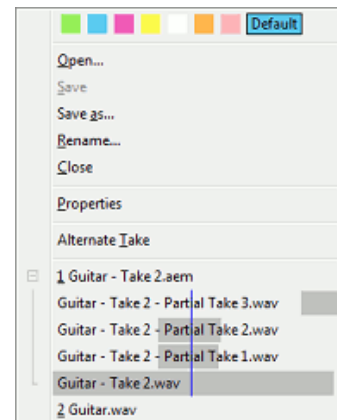 Default
Open...
Save
Save as...
Rename...
Close
Properties
Alternate Take
1 Guitar - Take 2.aem
Guitar - Take 2 - Partial Take 3.wav
Guitar - Take 2 - Partial Take 2.wav
Guitar - Take 2 - Partial Take 1.wav
Guitar - Take 2.wav
2 Guitar.wav